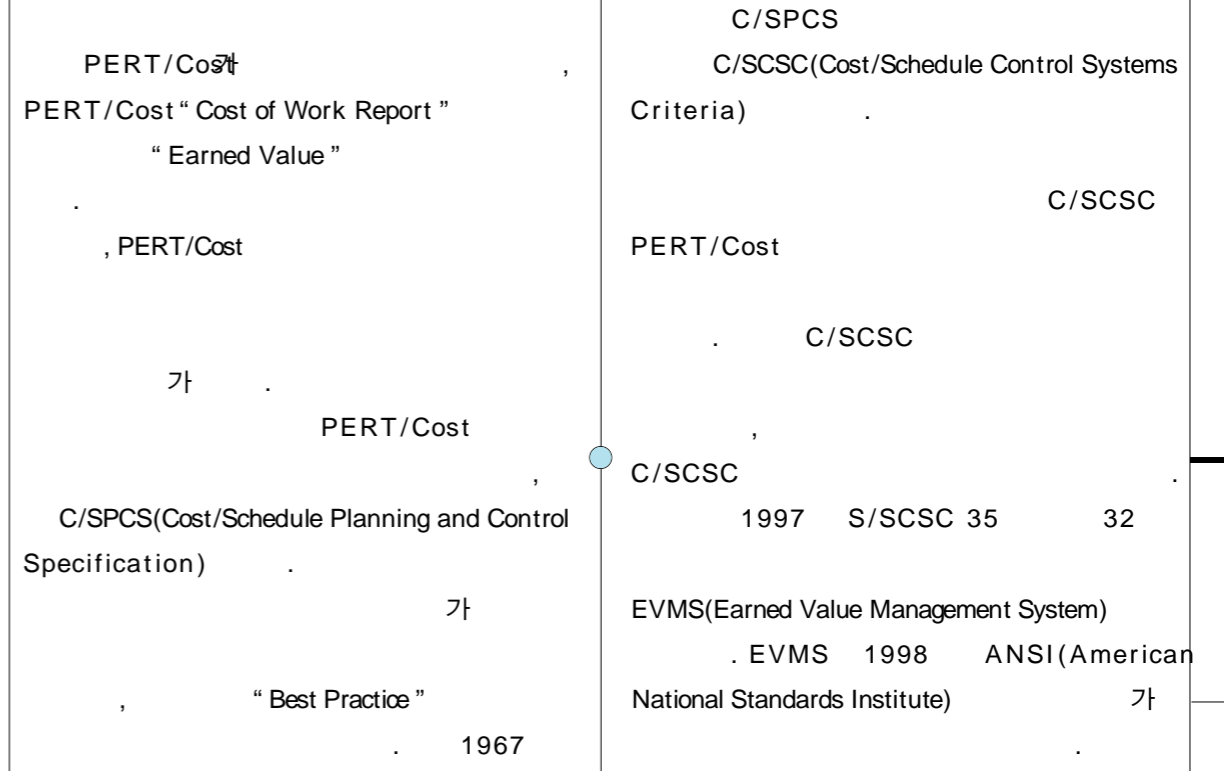 PERT/Cost가 ,
PERT/Cost “ Cost of Work Report ”
“ Earned Value ”
.
, PERT/Cost
가 .
PERT/Cost
,
C/SPCS(Cost/Schedule Planning and Control
Specification) .
가
, “ Best Practice ”
. 1967
C/SPCS
C/SCSC(Cost/Schedule Control Systems
Criteria) .
C/SCSC
PERT/Cost
. C/SCSC
,
C/SCSC .
1997 S/SCSC 35 32
EVMS(Earned Value Management System)
. EVMS 1998 ANSI(American
National Standards Institute) 가
.